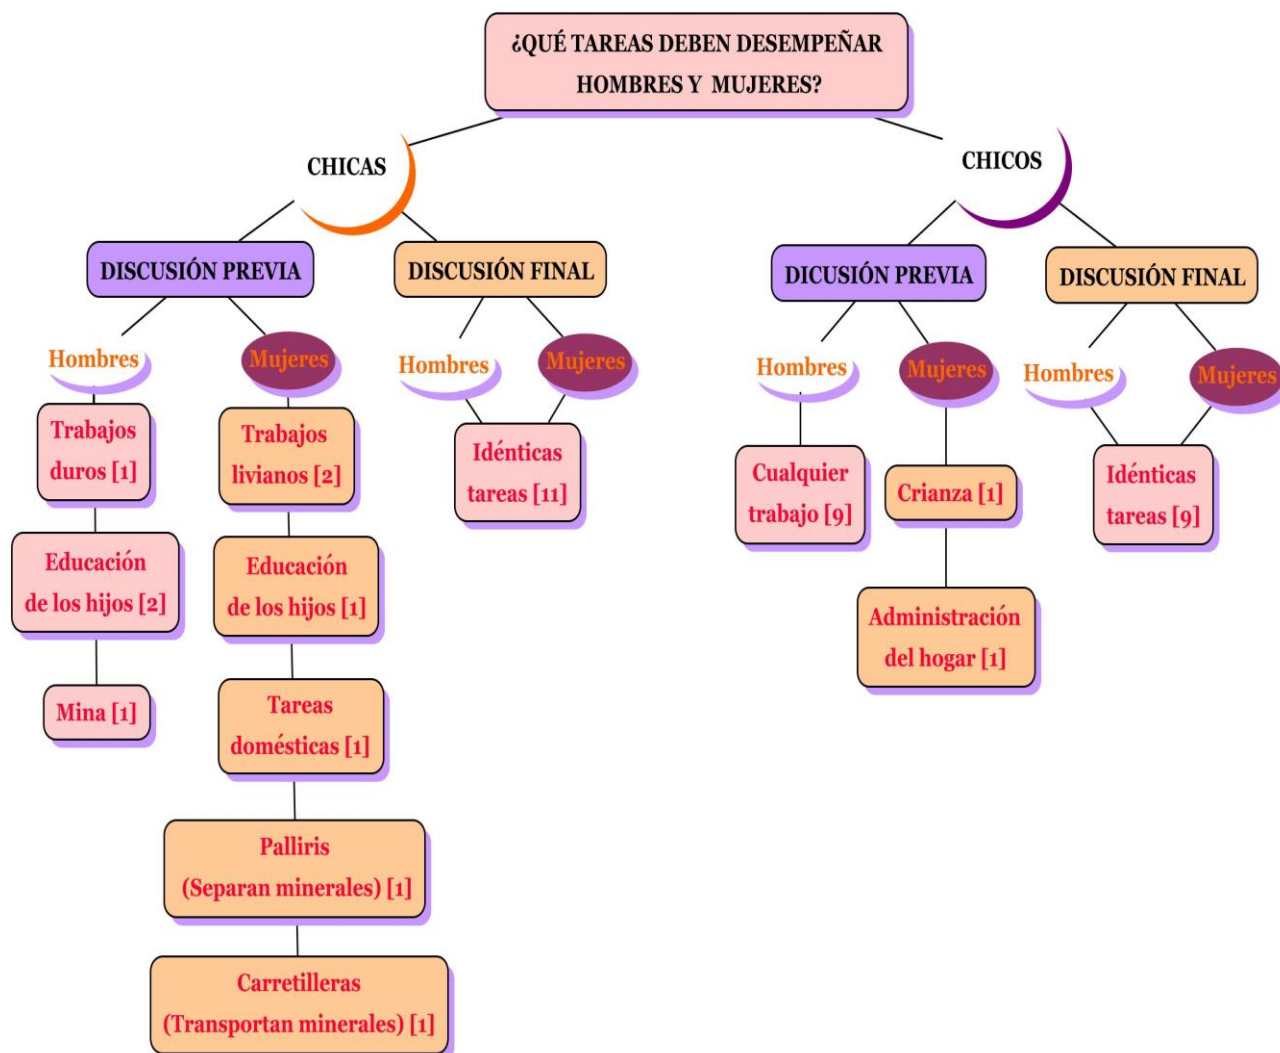 ¿QUÉ TAREAS DEBEN DESEMPEÑAR
HOMBRES Y MUJERES?
CHICAS
DISCUSIÓN PREVIA
Hombres
Trabajos
duros [1]
Educación
de los hijos [2]
Mina [1]
Mujeres
Trabajos
livianos [2]
Educación
de los hijos [1]
Tareas
domésticas [1]
Palliris
(Separan minerales) [1]
Carretilleras
(Transportan minerales) [1]
DISCUSIÓN FINAL
Hombres
Mujeres
Idénticas
tareas [11]
CHICOS
DICUSIÓN PREVIA
Hombres
Cualquier
trabajo [9]
Mujeres
Crianza [1]
Administración
del hogar [1]
DISCUSIÓN FINAL
Hombres
Mujeres
Idénticas
tareas [9]